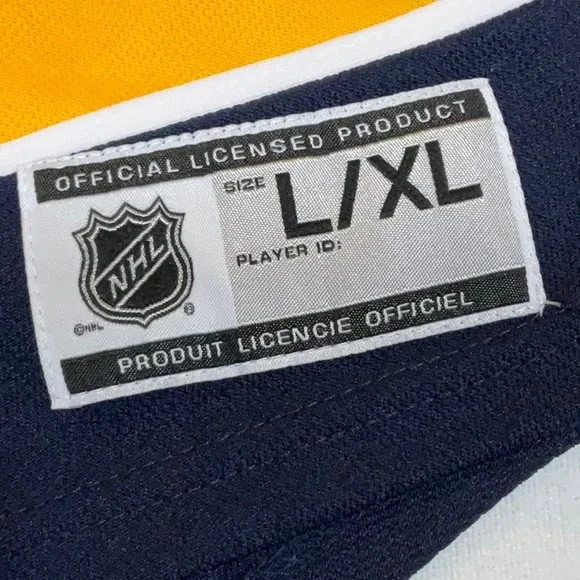 OFFICIAL LICENSED PRODUCT
SIZE L/XL
PLAYER ID:
NHL
©NHL ®
PRODUIT LICENCIE OFFICIEL